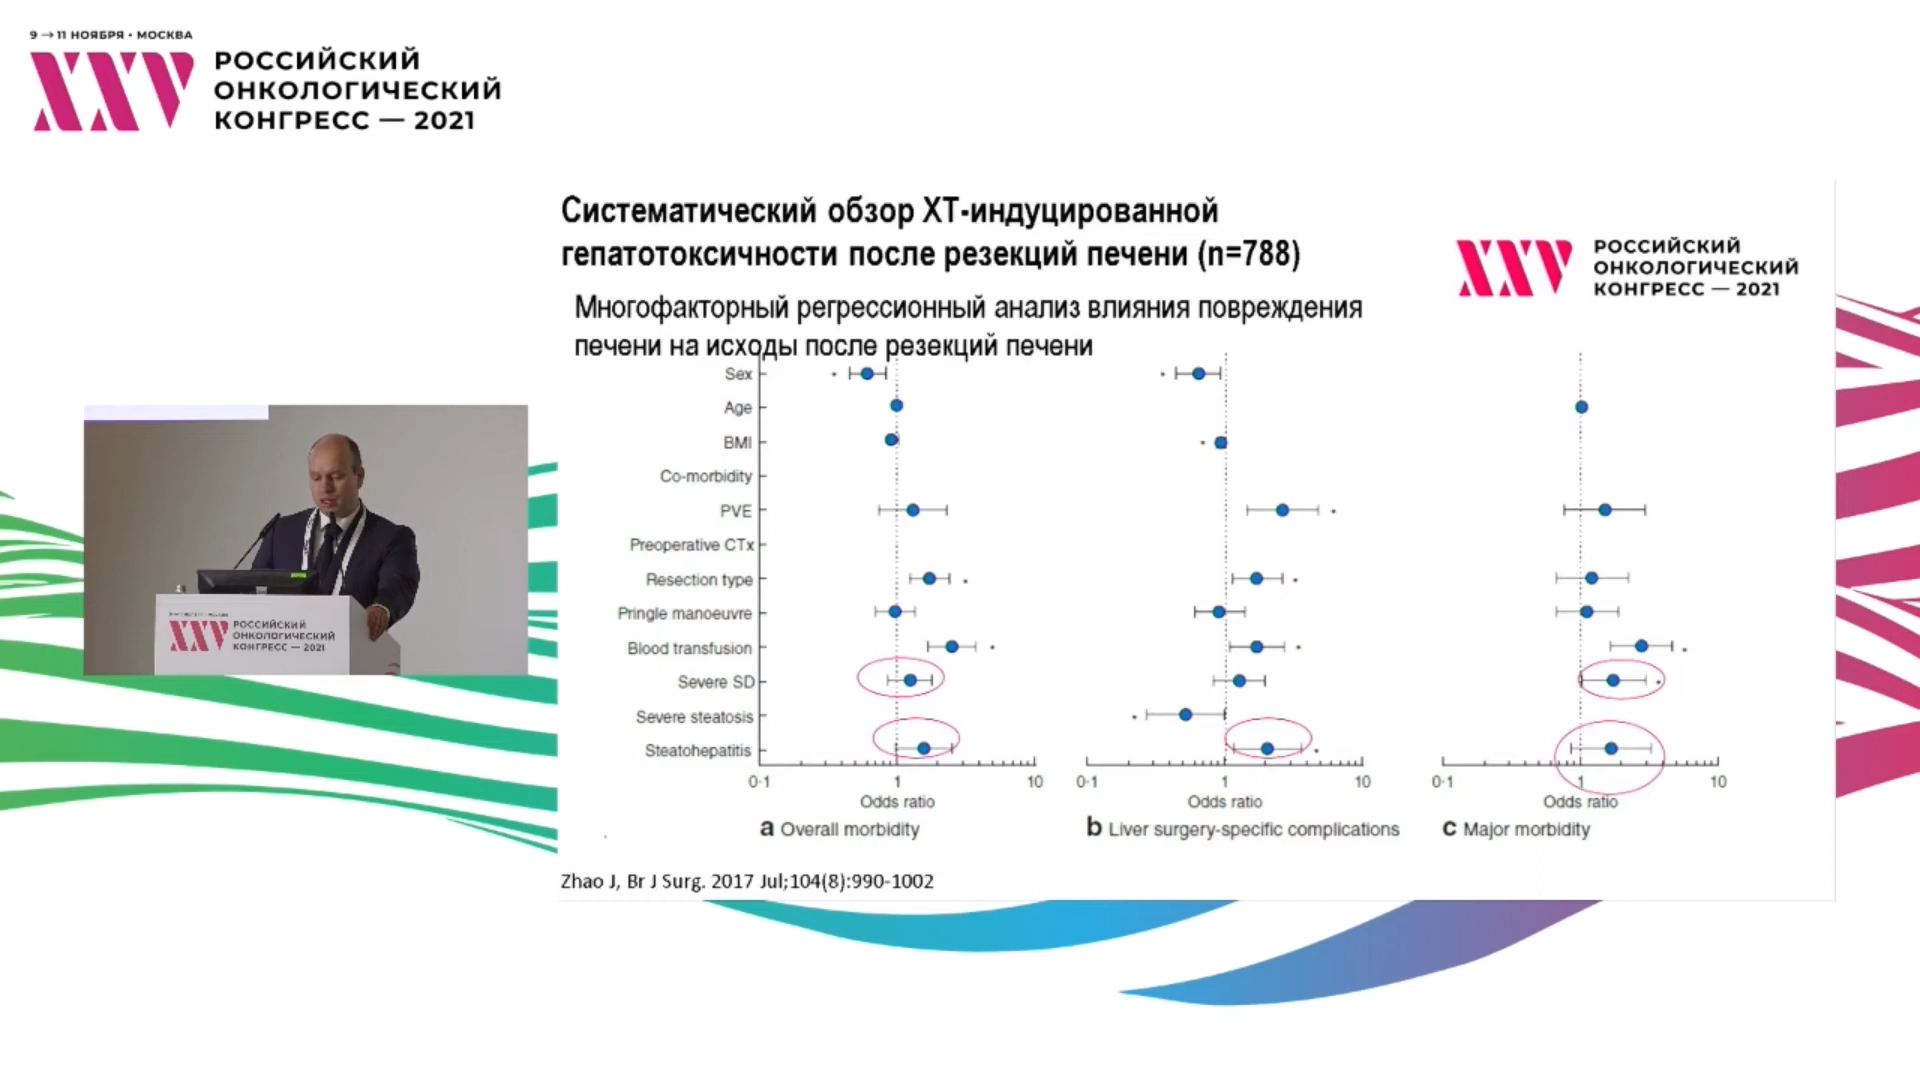 9 → 11 НОЯБРЯ • МОСКВА
XXV
РОССИЙСКИЙ
ОНКОЛОГИЧЕСКИЙ
КОНГРЕСС — 2021
Систематический обзор ХТ-индуцированной
гепатотоксичности после резекций печени (n=788)
XXV
РОССИЙСКИЙ
ОНКОЛОГИЧЕСКИЙ
КОНГРЕСС — 2021
Многофакторный регрессионный анализ влияния повреждения
печени на исходы после резекций печени
Sex
Age
BMI
Co-morbidity
PVE
Preoperative CTx
Resection type
Pringle manoeuvre
Blood transfusion
Severe SD
Severe steatosis
Steatohepatitis
0·1 1 10
Odds ratio
a Overall morbidity
0·1 1 10
Odds ratio
b Liver surgery-specific complications
0·1 1 10
Odds ratio
c Major morbidity
Zhao J, Br J Surg. 2017 Jul;104(8):990-1002
XXV
РОССИЙСКИЙ
ОНКОЛОГИЧЕСКИЙ
КОНГРЕСС — 2021